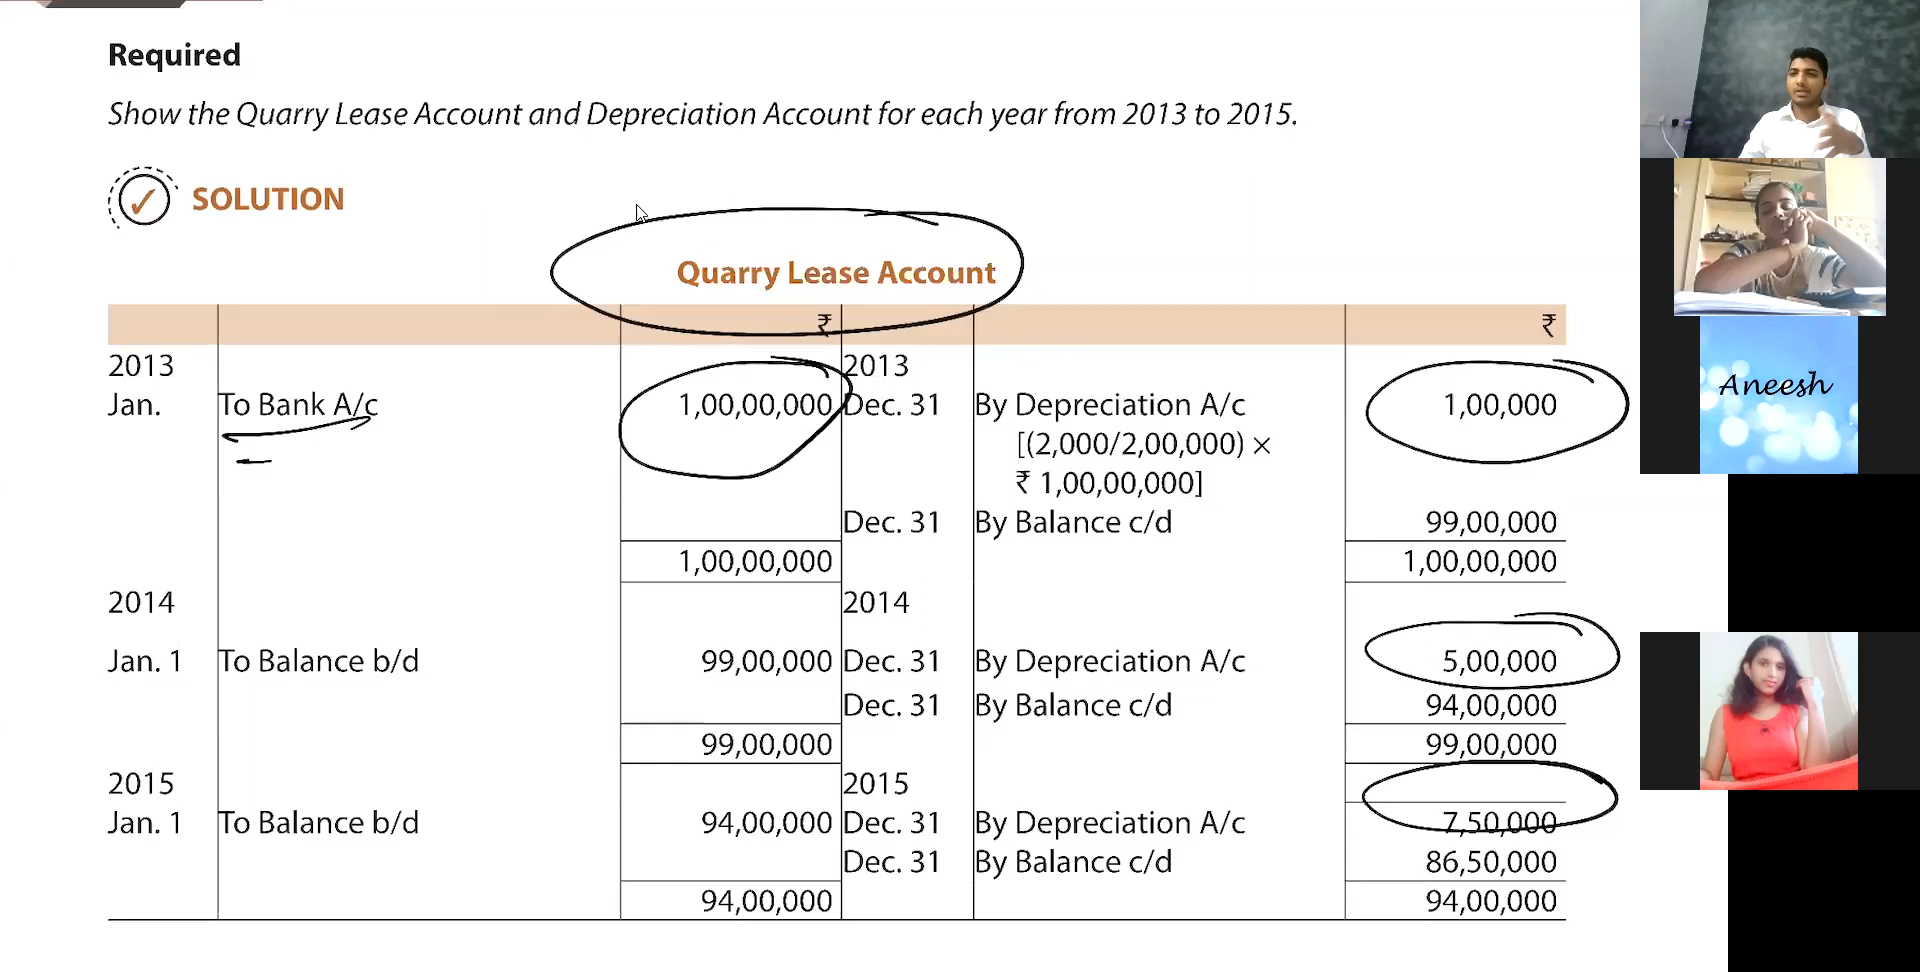 Required
Show the Quarry Lease Account and Depreciation Account for each year from 2013 to 2015.
SOLUTION
Quarry Lease Account
₹ ₹
2013 2013
Jan. To Bank A/c 1,00,00,000 Dec. 31 By Depreciation A/c 1,00,000
[(2,000/2,00,000) ×
₹ 1,00,00,000]
Dec. 31 By Balance c/d 99,00,000
1,00,00,000 1,00,00,000
2014 2014
Jan. 1 To Balance b/d 99,00,000 Dec. 31 By Depreciation A/c 5,00,000
Dec. 31 By Balance c/d 94,00,000
99,00,000 99,00,000
2015 2015
Jan. 1 To Balance b/d 94,00,000 Dec. 31 By Depreciation A/c 7,50,000
Dec. 31 By Balance c/d 86,50,000
94,00,000 94,00,000
Aneesh